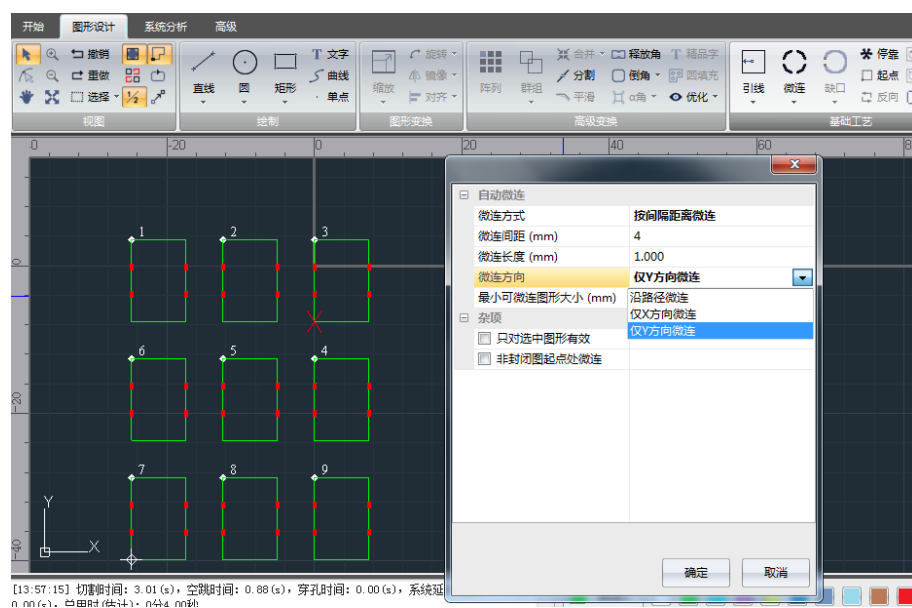 开始 图形设计 系统分析 高级
撤销 文字 旋转 合并 释放角 精品字 停靠
重做 曲线 镜像 分割 倒角 圆填充 起点
选择 单点 对齐 平滑 α角 优化 反向
直线 圆 矩形 缩放 阵列 群组 引线 微连 缺口
视图 绘制 图形变换 高级变换 基础工艺
-20 0 20 40 60
自动微连
微连方式 按间隔距离微连
微连间距 (mm) 4
微连长度 (mm) 1.000
微连方向 仅Y方向微连
最小可微连图形大小 (mm) 沿路径微连
仅X方向微连
杂项 仅Y方向微连
只对选中图形有效
非封闭图起点处微连
1 2 3
6 5 4
7 8 9
Y
X
0
-20
-40
确定 取消
[13:57:15] 切割时间: 3.01(s), 空跳时间: 0.88(s), 穿孔时间: 0.00(s), 系统延
0.00(s), 总用时(估计): 0分4.00秒